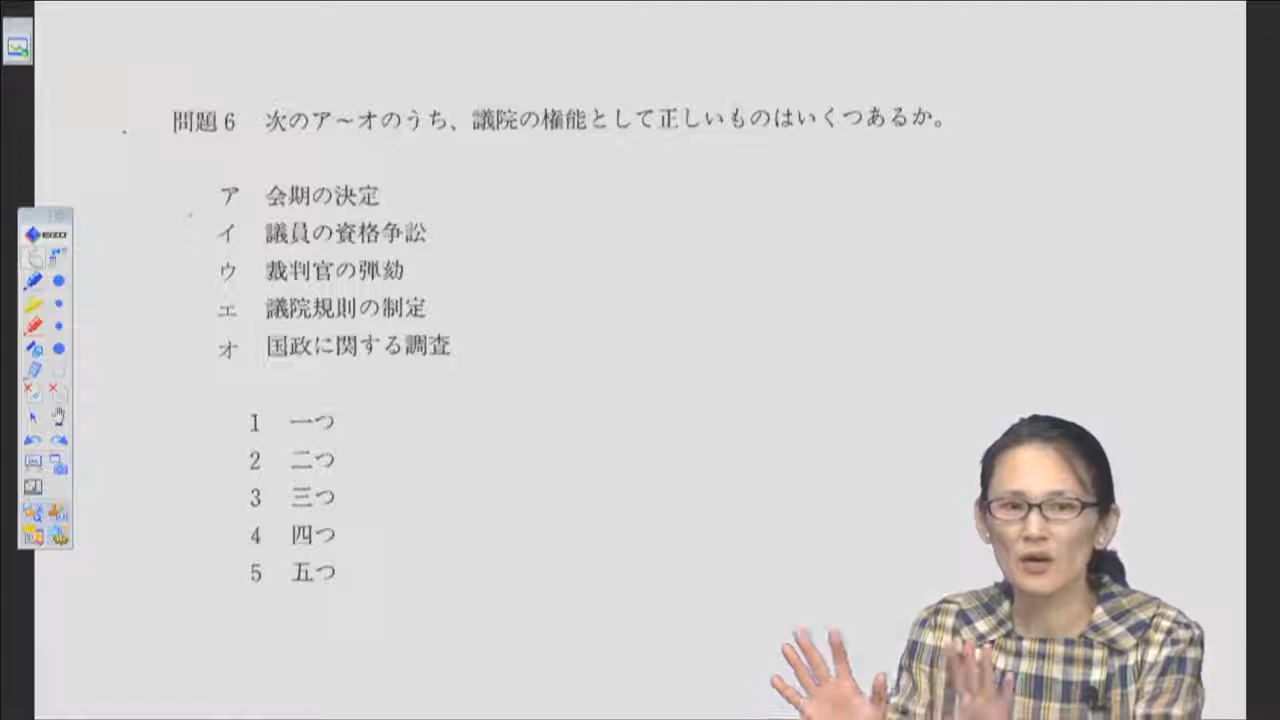 問題6 次のア～オのうち、議院の権能として正しいものはいくつあるか。
ア 会期の決定
イ 議員の資格争訟
ウ 裁判官の弾劾
エ 議院規則の制定
オ 国政に関する調査
1 一つ
2 二つ
3 三つ
4 四つ
5 五つ
EIZO